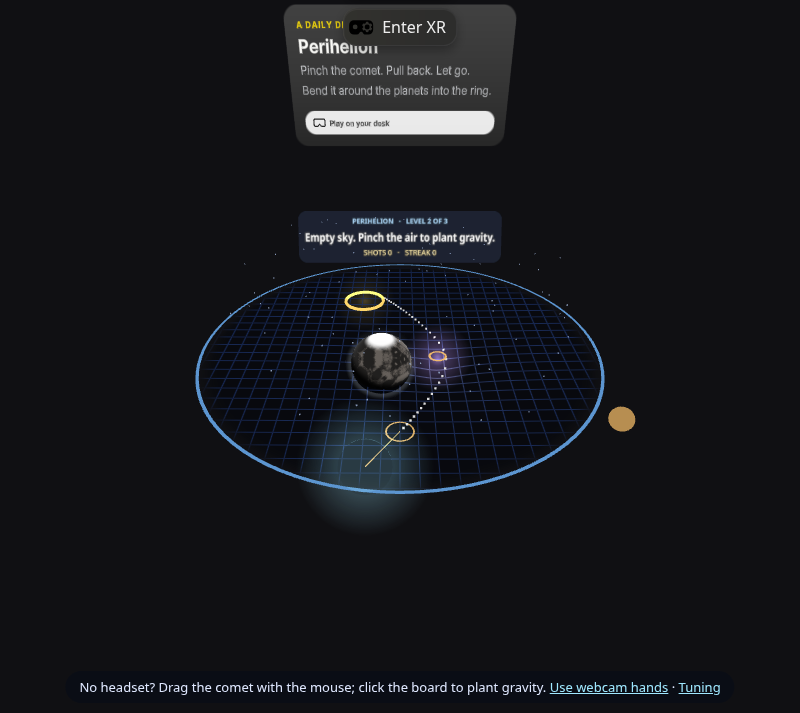 Enter XR
A DAILY
Perihelion
Pinch the comet. Pull back. Let go.
Bend it around the planets into the ring.
Play on your desk
PERIHELION · LEVEL 2 OF 3
Empty sky. Pinch the air to plant gravity.
SHOTS 0 · STREAK 0
No headset? Drag the comet with the mouse; click the board to plant gravity. Use webcam hands · Tuning